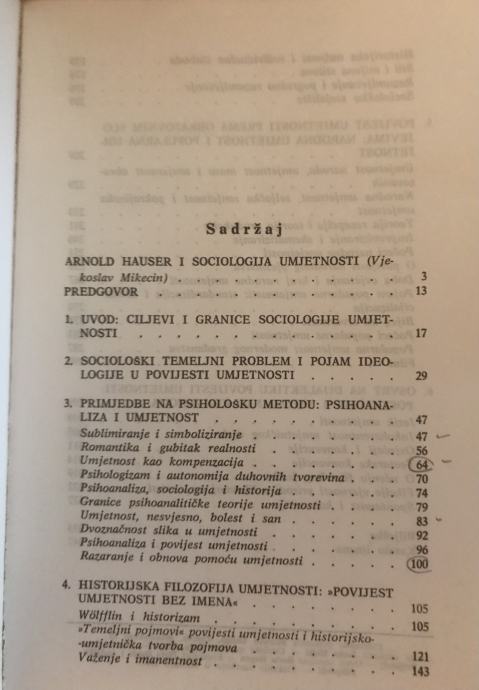 Sadržaj
ARNOLD HAUSER I SOCIOLOGIJA UMJETNOSTI (Vje-
koslav Mikecin) . . . . . . . . . . 3
PREDGOVOR . . . . . . . . . . 13
1. UVOD: CILJEVI I GRANICE SOCIOLOGIJE UMJET-
NOSTI . . . . . . . . . . 17
2. SOCIOLOŠKI TEMELJNI PROBLEM I POJAM IDEO-
LOGIJE U POVIJESTI UMJETNOSTI . . . . . 29
3. PRIMJEDBE NA PSIHOLOŠKU METODU: PSIHOANA-
LIZA I UMJETNOST . . . . . . . . 47
Sublimiranje i simboliziranje . . . . . . 47
Romantika i gubitak realnosti . . . . . . 56
Umjetnost kao kompenzacija . . . . . . 64
Psihologizam i autonomija duhovnih tvorevina . . . 70
Psihoanaliza, sociologija i historija . . . . . 74
Granice psihoanalitičke teorije umjetnosti . . . . 79
Umjetnost, nesvjesno, bolest i san . . . . . 83
Dvoznačnost slika u umjetnosti . . . . . 92
Psihoanaliza i povijest umjetnosti . . . . . 96
Razaranje i obnova pomoću umjetnosti . . . . 100
4. HISTORIJSKA FILOZOFIJA UMJETNOSTI: »POVIJEST
UMJETNOSTI BEZ IMENA« . . . . . . 105
Wölfflin i historizam . . . . . . . 105
»Temeljni pojmovi« povijesti umjetnosti i historijsko-
-umjetnička tvorba pojmova . . . . . . 121
Važenje i imanentnost . . . . . . . 143